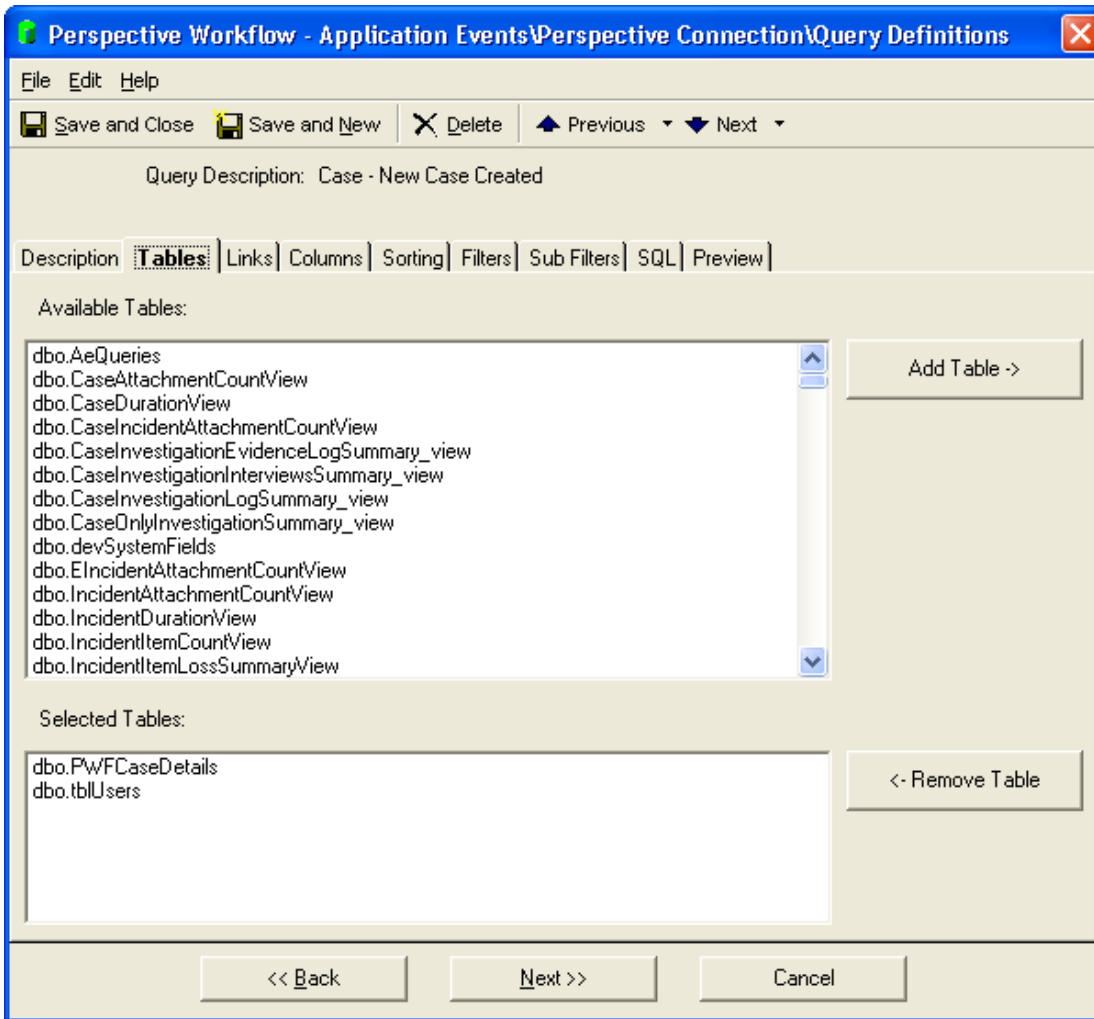 Perspective Workflow - Application Events\Perspective Connection\Query Definitions
File Edit Help
Save and Close Save and New Delete Previous Next
Query Description: Case - New Case Created
Description Tables Links Columns Sorting Filters Sub Filters SQL Preview
Available Tables:
dbo.AeQueries
dbo.CaseAttachmentCountView
dbo.CaseDurationView
dbo.CaseIncidentAttachmentCountView
dbo.CaseInvestigationEvidenceLogSummary_view
dbo.CaseInvestigationInterviewsSummary_view
dbo.CaseInvestigationLogSummary_view
dbo.CaseOnlyInvestigationSummary_view
dbo.devSystemFields
dbo.EIncidentAttachmentCountView
dbo.IncidentAttachmentCountView
dbo.IncidentDurationView
dbo.IncidentItemCountView
dbo.IncidentItemLossSummaryView
Add Table ->
Selected Tables:
dbo.PWFCaseDetails
dbo.tblUsers
<- Remove Table
<< Back Next >> Cancel